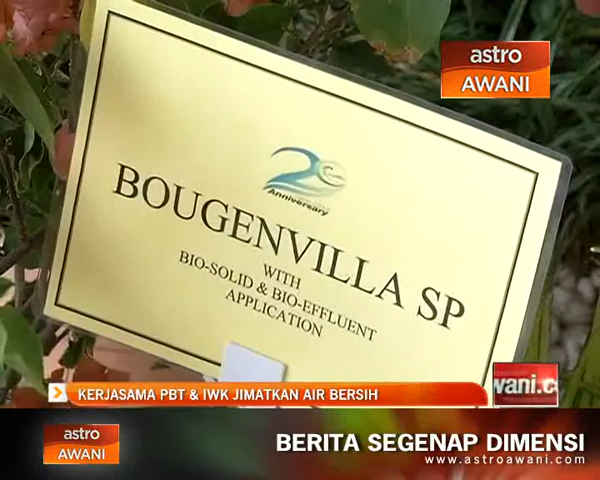 astro
AWANI
20
Anniversary
BOUGENVILLA SP
WITH
BIO-SOLID & BIO-EFFLUENT
APPLICATION
wani.c
KERJASAMA PBT & IWK JIMATKAN AIR BERSIH
astro
AWANI
BERITA SEGENAP DIMENSI
www.astroawani.com